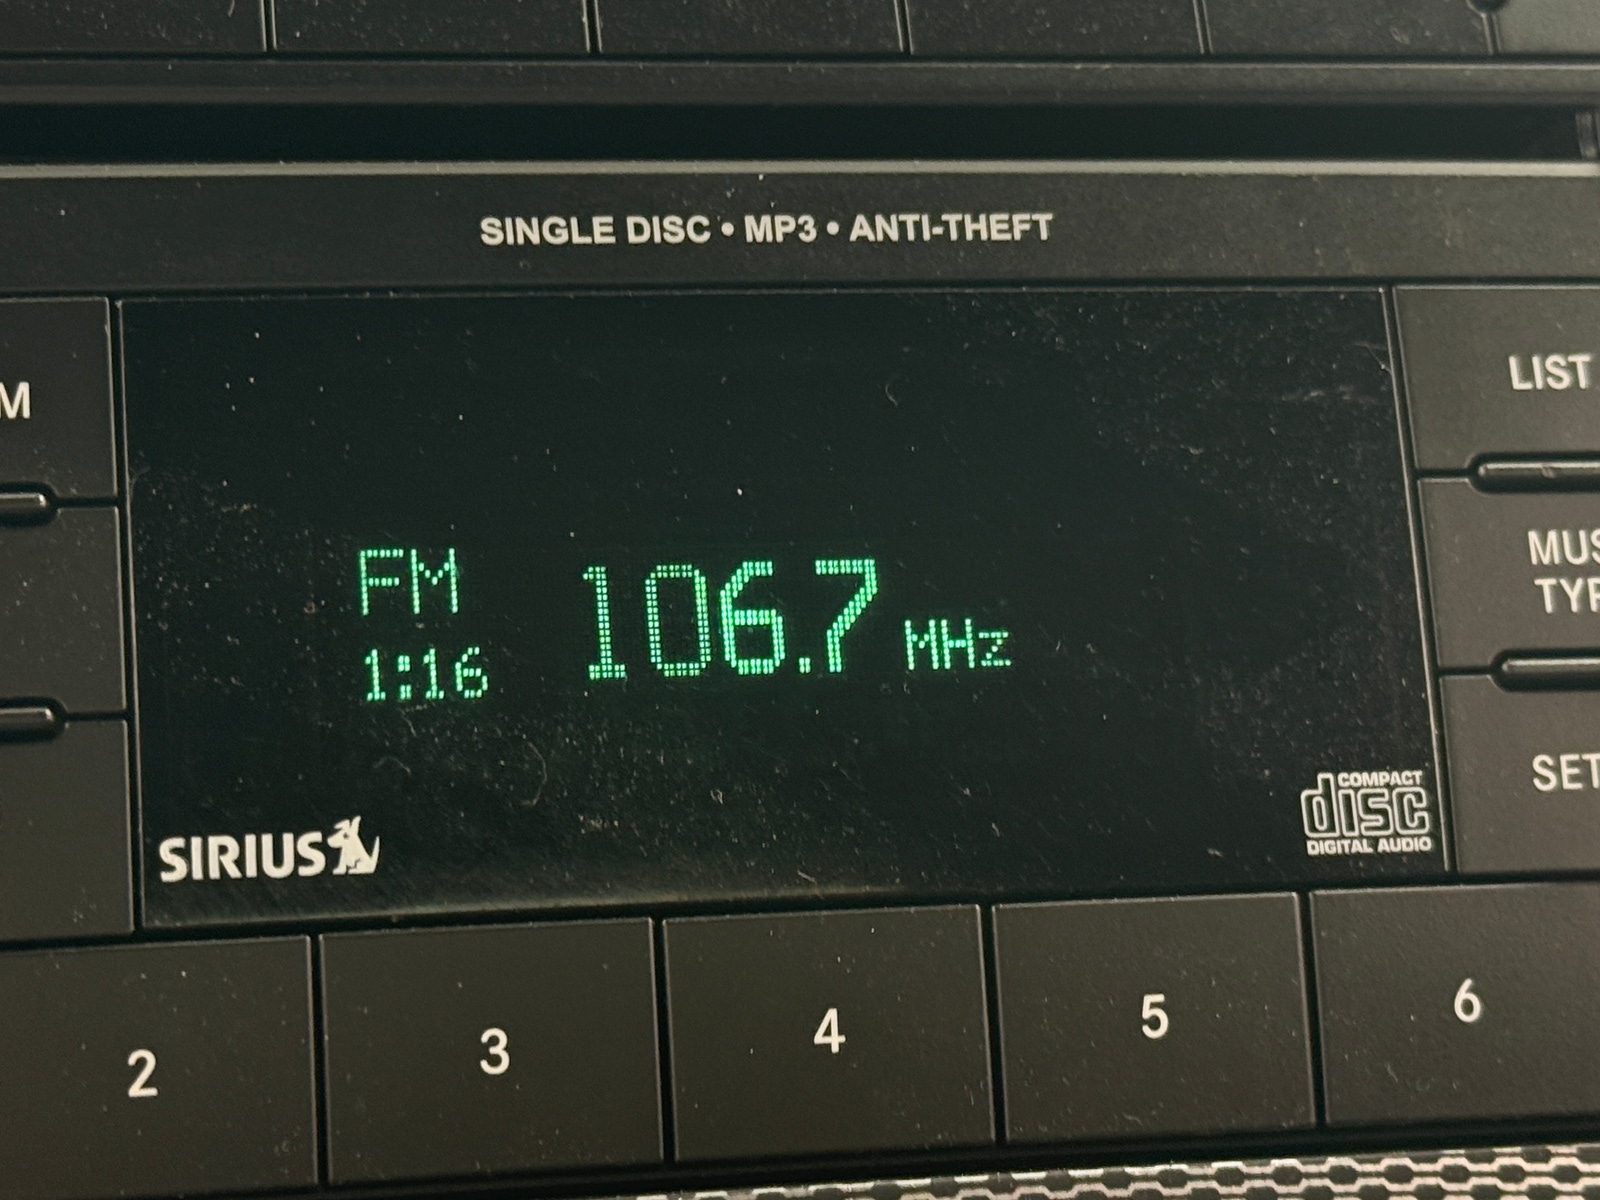 SINGLE DISC • MP3 • ANTI-THEFT
LIST
FM
106.7 MHz
1:16
SET
SIRIUS
COMPACT
disc
DIGITAL AUDIO
2
3
4
5
6